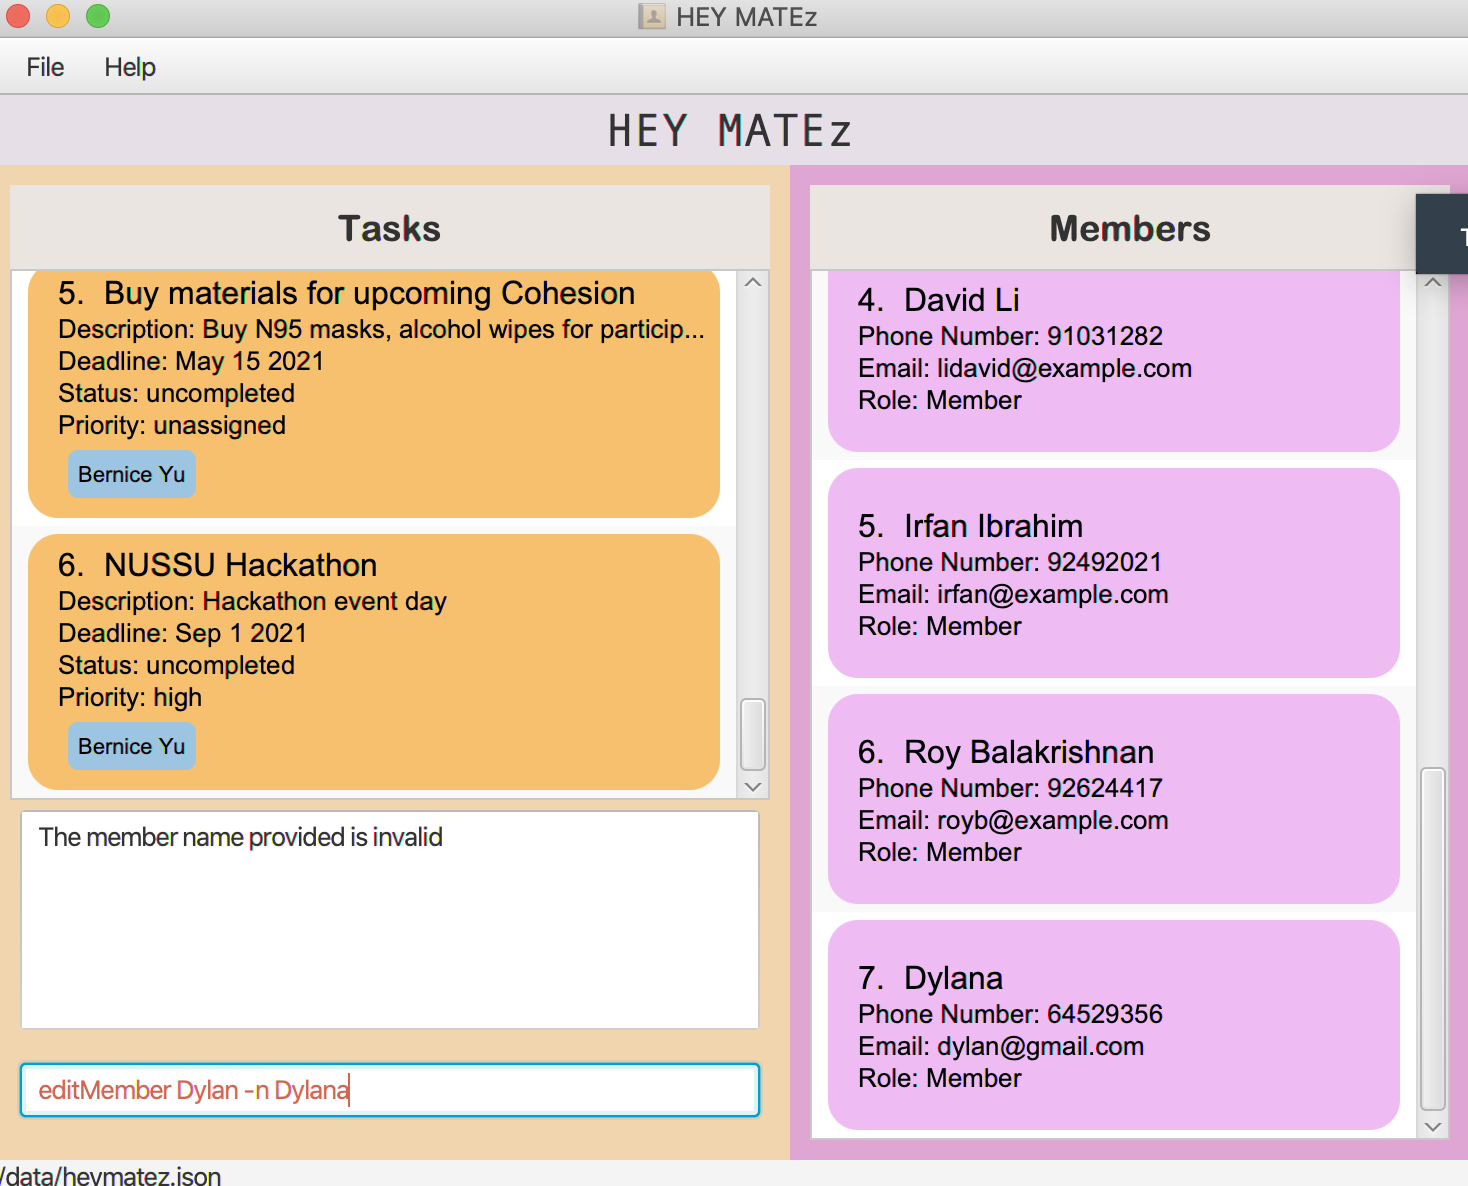 HEY MATEz
File Help
HEY MATEz
Tasks
5. Buy materials for upcoming Cohesion
Description: Buy N95 masks, alcohol wipes for particip...
Deadline: May 15 2021
Status: uncompleted
Priority: unassigned
Bernice Yu
6. NUSSU Hackathon
Description: Hackathon event day
Deadline: Sep 1 2021
Status: uncompleted
Priority: high
Bernice Yu
The member name provided is invalid
editMember Dylan -n Dylana
Members
4. David Li
Phone Number: 91031282
Email: lidavid@example.com
Role: Member
5. Irfan Ibrahim
Phone Number: 92492021
Email: irfan@example.com
Role: Member
6. Roy Balakrishnan
Phone Number: 92624417
Email: royb@example.com
Role: Member
7. Dylana
Phone Number: 64529356
Email: dylan@gmail.com
Role: Member
/data/heymatez.json